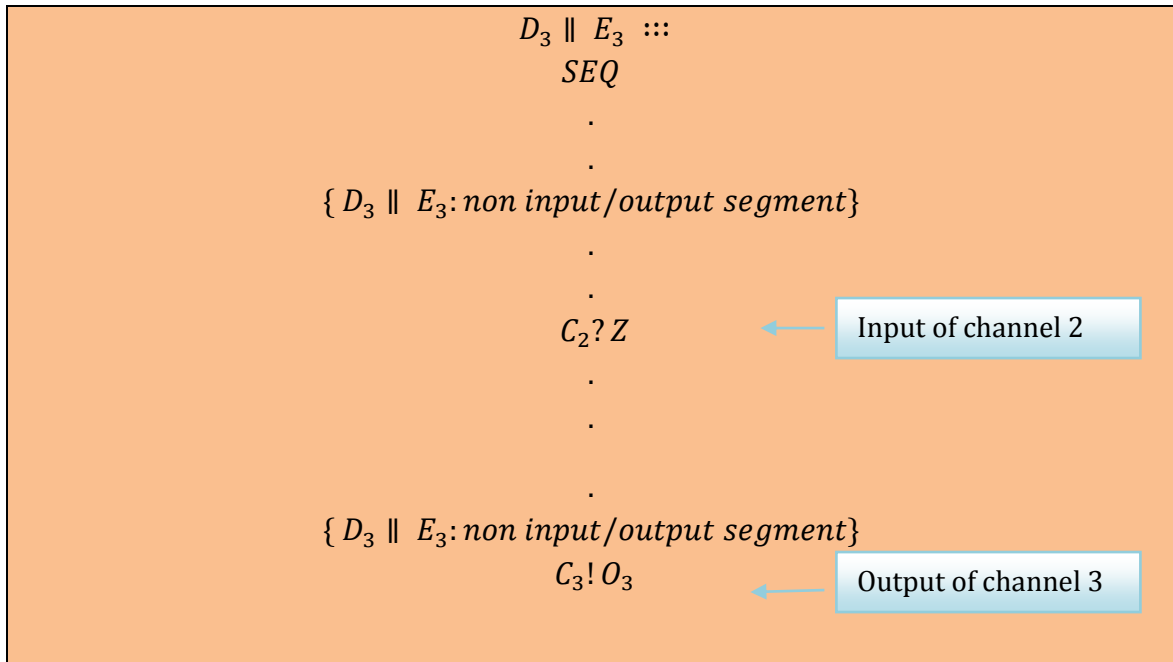 D₃ ∥ E₃ :::
SEQ
.
.
{ D₃ ∥ E₃: non input/output segment}
.
.
C₂? Z
Input of channel 2
.
.
.
{ D₃ ∥ E₃: non input/output segment}
C₃! O₃
Output of channel 3